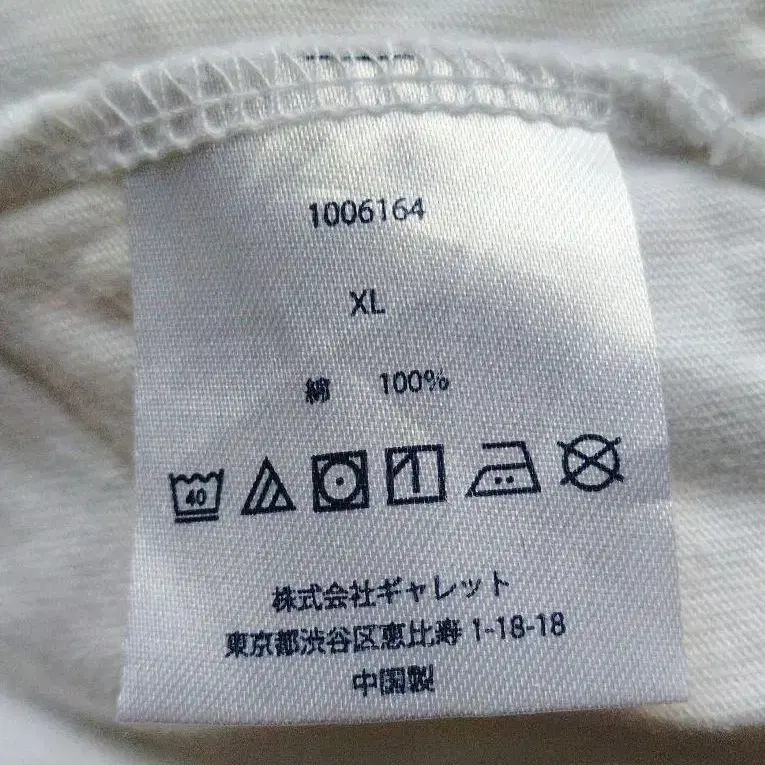 1006164
XL
綿 100%
40
株式会社ギャレット
東京都渋谷区恵比寿 1-18-18
中国製